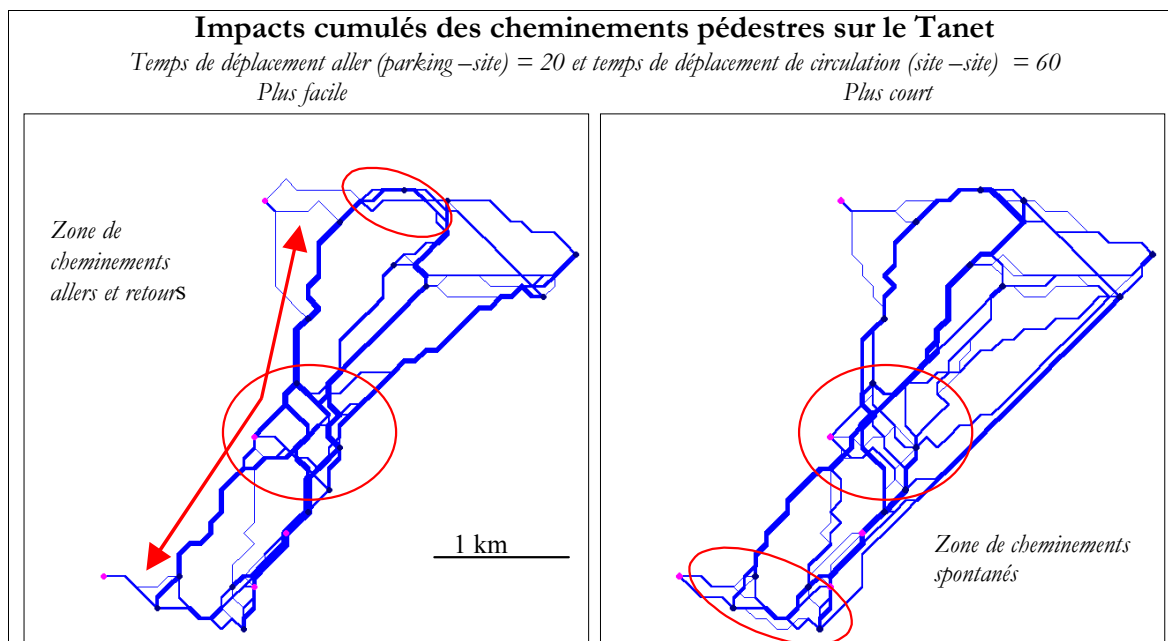 Impacts cumulés des cheminements pédestres sur le Tanet
Temps de déplacement aller (parking –site) = 20 et temps de déplacement de circulation (site –site) = 60
Plus facile
Plus court
Zone de
cheminements
allers et retours
1 km
Zone de cheminements
spontanés